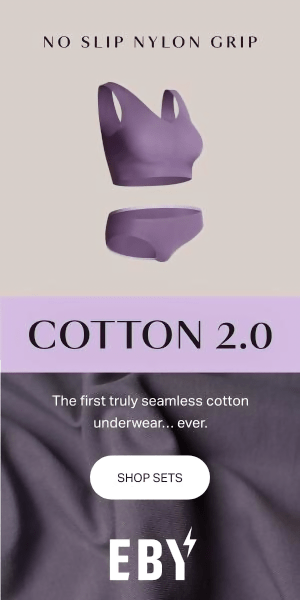 NO SLIP NYLON GRIP
COTTON 2.0
The first truly seamless cotton
underwear... ever.
SHOP SETS
EBY